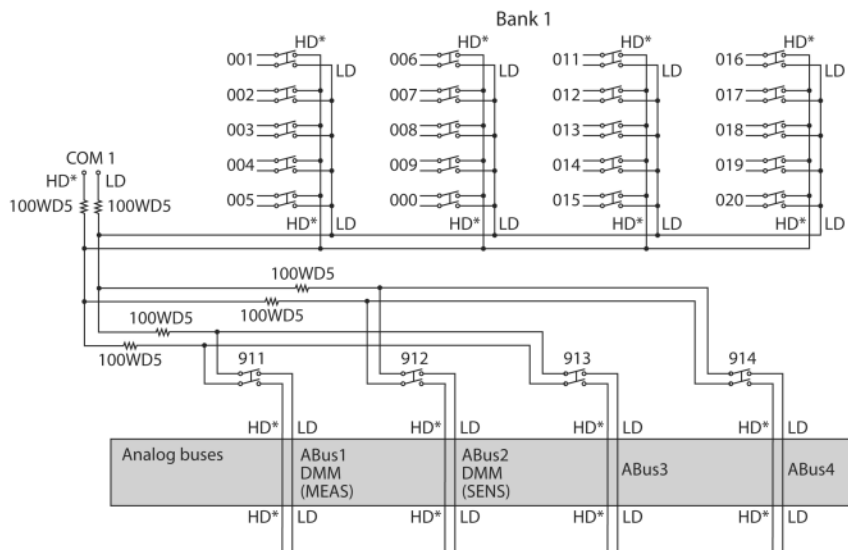 Bank 1
HD* HD* HD* HD*
001 006 011 016
LD LD LD LD
002 007 012 017
003 008 013 018
COM 1 004 009 014 019
HD* LD
100WD5 100WD5 005 000 015 020
HD* LD HD* LD HD* LD HD* LD
100WD5
100WD5
100WD5
100WD5
911 912 913 914
HD* LD HD* LD HD* LD HD* LD
Analog buses ABus1 ABus2 ABus3 ABus4
DMM DMM
(MEAS) (SENS)
HD* LD HD* LD HD* LD HD* LD